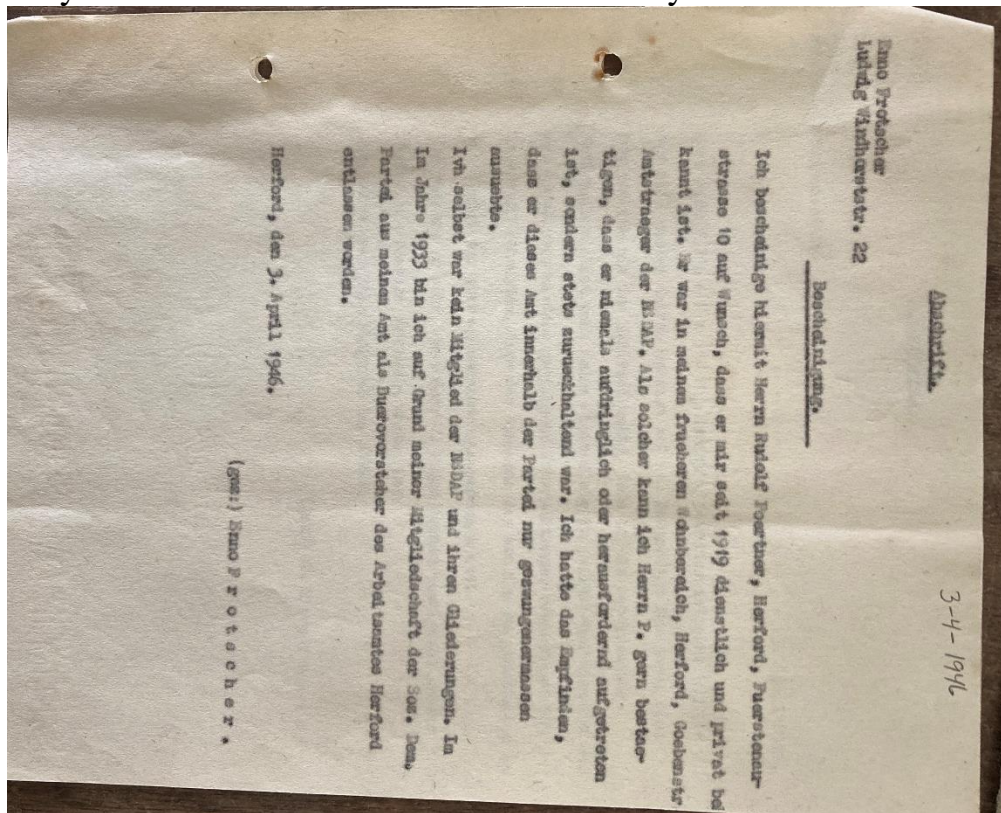 3-4-1946
Abschrift.
Enno Protscher
Ludwig Windhorststr. 22
Bescheinigung.
Ich bescheinige hiermit Herrn Rudolf Poertner, Herford, Fuerstenau-
strasse 10 auf Wunsch, dass er mir seit 1919 dienstlich und privat be
kannt ist. Er war in seinem frueheren Wohnbereich, Herford, Goebenstr
Amtstraeger der NSDAP. Als solcher kann ich Herrn P. gern bestae-
tigen, dass er niemals aufdringlich oder herausfordernd aufgetreten
ist, sondern stets zurueckhaltend war. Ich hatte das Empfinden,
dass er dieses Amt innerhalb der Partei nur gezwungenermassen
ausuebte.
Ivh selbst war kein Mitglied der NSDAP und ihren Gliederungen. Im
Im Jahre 1933 bin ich auf Grund meiner Mitgliedschaft der Soz. Dem.
Partei aus meinen Amt als Buerovorsteher des Arbeitsamtes Herford
entlassen worden.
Herford, den 3. April 1946.
(gez:) Enno P r o t s c h e r .